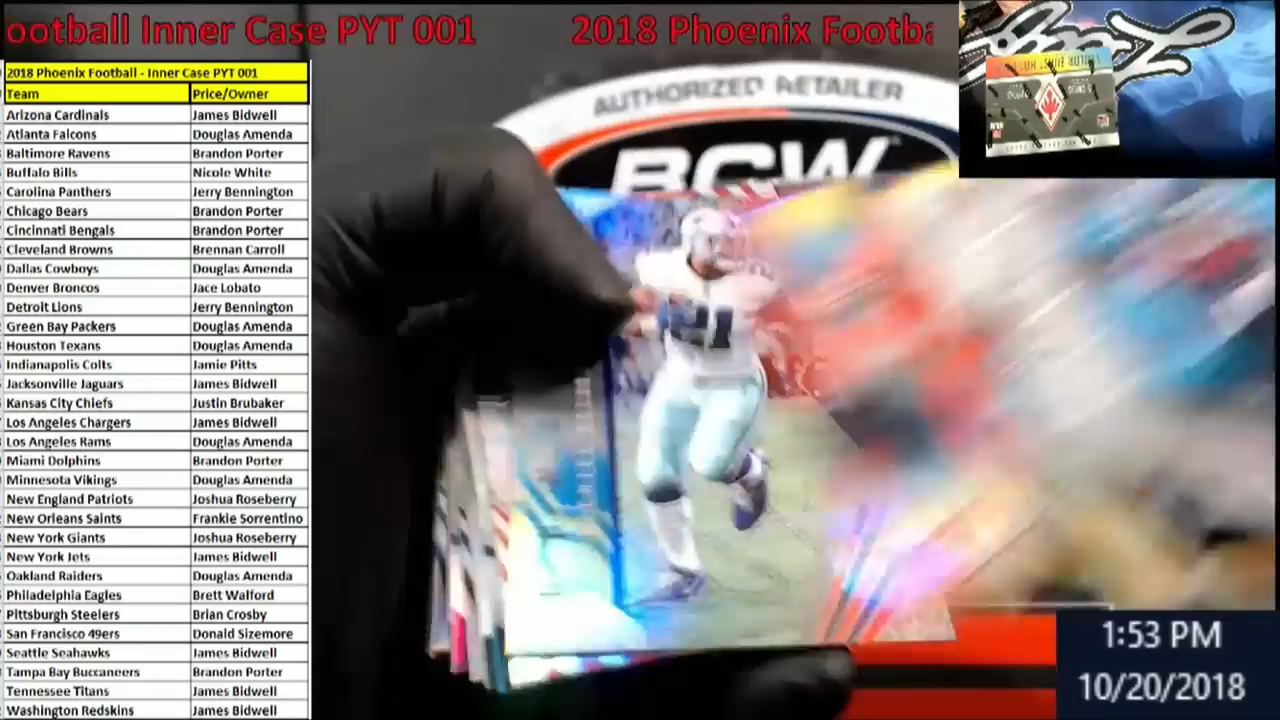 ootball Inner Case PYT 001 2018 Phoenix Footba
2018 Phoenix Football - Inner Case PYT 001
Team Price/Owner
Arizona Cardinals James Bidwell
Atlanta Falcons Douglas Amenda
Baltimore Ravens Brandon Porter
Buffalo Bills Nicole White
Carolina Panthers Jerry Bennington
Chicago Bears Brandon Porter
Cincinnati Bengals Brandon Porter
Cleveland Browns Brennan Carroll
Dallas Cowboys Douglas Amenda
Denver Broncos Jace Lobato
Detroit Lions Jerry Bennington
Green Bay Packers Douglas Amenda
Houston Texans Douglas Amenda
Indianapolis Colts Jamie Pitts
Jacksonville Jaguars James Bidwell
Kansas City Chiefs Justin Brubaker
Los Angeles Chargers James Bidwell
Los Angeles Rams Douglas Amenda
Miami Dolphins Brandon Porter
Minnesota Vikings Douglas Amenda
New England Patriots Joshua Roseberry
New Orleans Saints Frankie Sorrentino
New York Giants Joshua Roseberry
New York Jets James Bidwell
Oakland Raiders Douglas Amenda
Philadelphia Eagles Brett Walford
Pittsburgh Steelers Brian Crosby
San Francisco 49ers Donald Sizemore
Seattle Seahawks James Bidwell
Tampa Bay Buccaneers Brandon Porter
Tennessee Titans James Bidwell
Washington Redskins James Bidwell
AUTHORIZED RETAILER
BCW
21
1:53 PM
10/20/2018